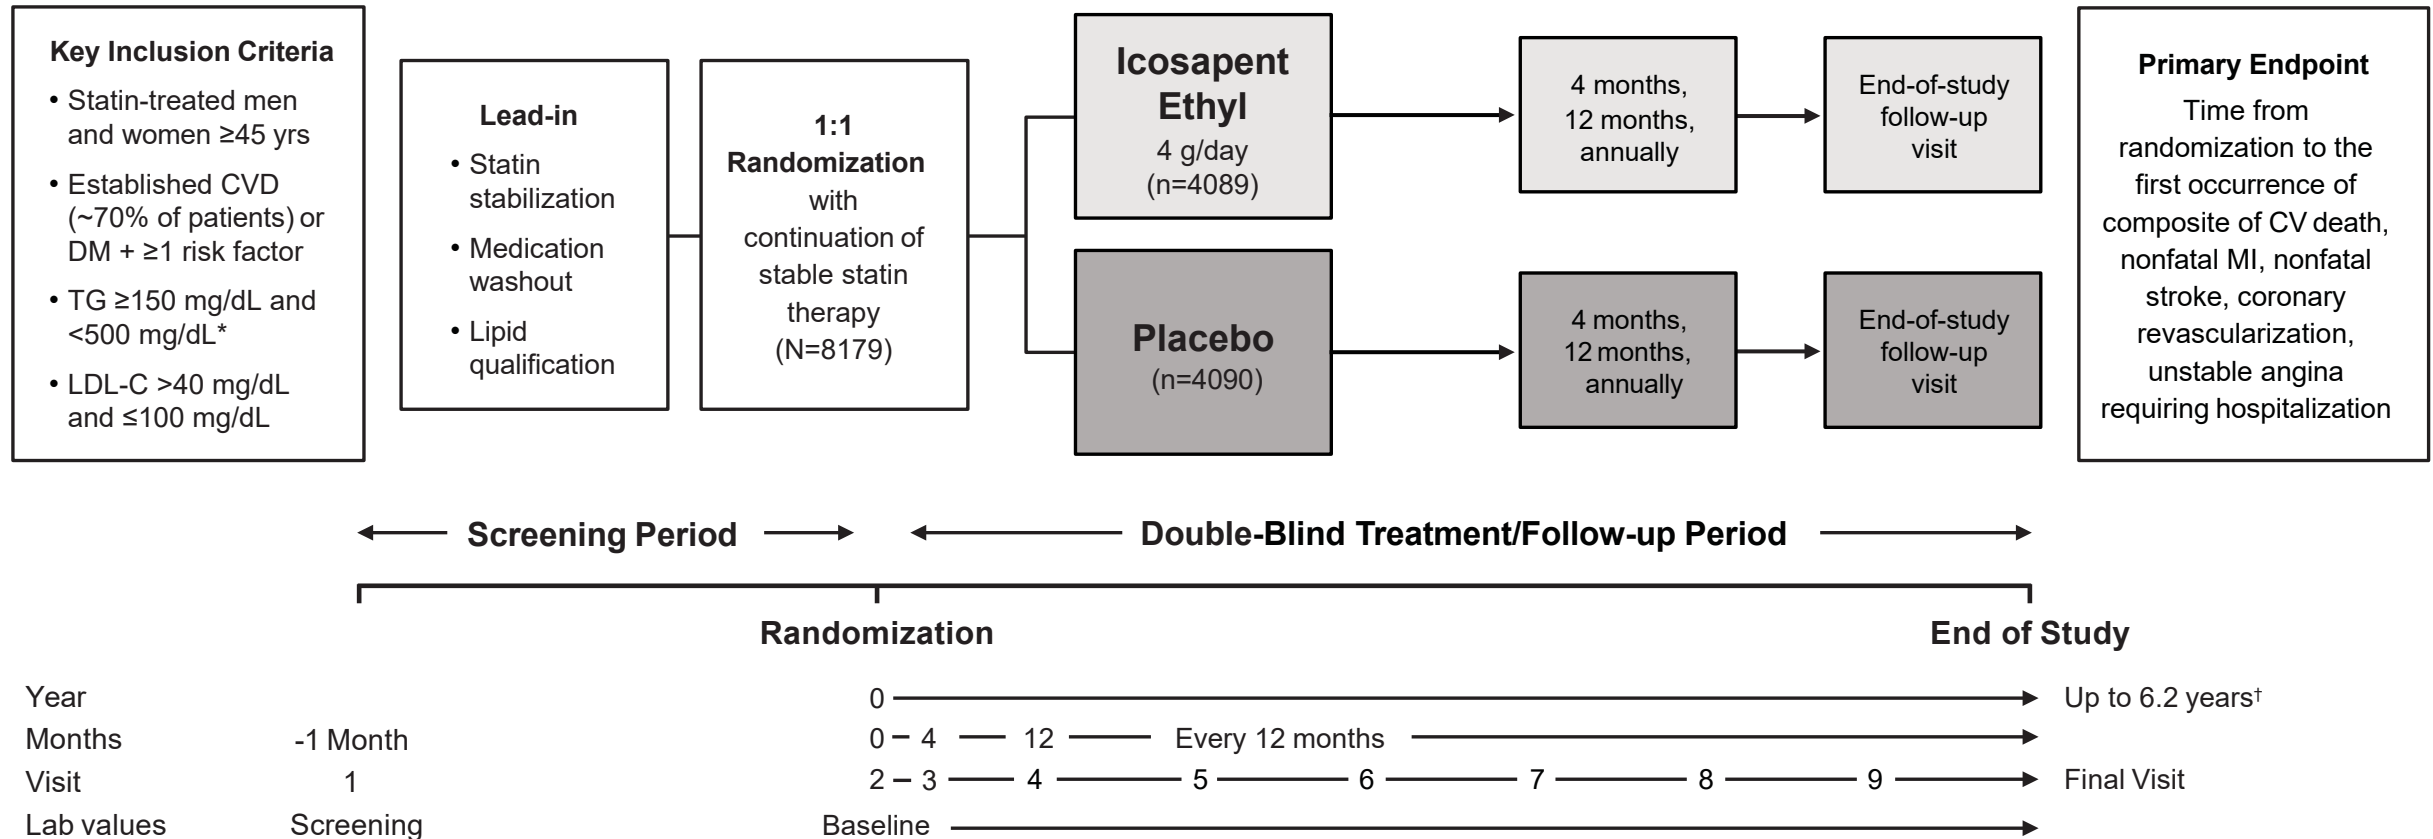 Key Inclusion Criteria
• Statin-treated men
and women ≥45 yrs
• Established CVD
(~70% of patients) or
DM + ≥1 risk factor
• TG ≥150 mg/dL and
<500 mg/dL*
• LDL-C >40 mg/dL
and ≤100 mg/dL
Lead-in
• Statin
stabilization
• Medication
washout
• Lipid
qualification
1:1
Randomization
with
continuation of
stable statin
therapy
(N=8179)
Icosapent
Ethyl
4 g/day
(n=4089)
4 months,
12 months,
annually
End-of-study
follow-up
visit
Placebo
(n=4090)
4 months,
12 months,
annually
End-of-study
follow-up
visit
Primary Endpoint
Time from
randomization to the
first occurrence of
composite of CV death,
nonfatal MI, nonfatal
stroke, coronary
revascularization,
unstable angina
requiring hospitalization
Screening Period
Double-Blind Treatment/Follow-up Period
Randomization
End of Study
Year 0 Up to 6.2 years†
Months -1 Month 0 4 12 Every 12 months
Visit 1 2 3 4 5 6 7 8 9 Final Visit
Lab values Screening Baseline